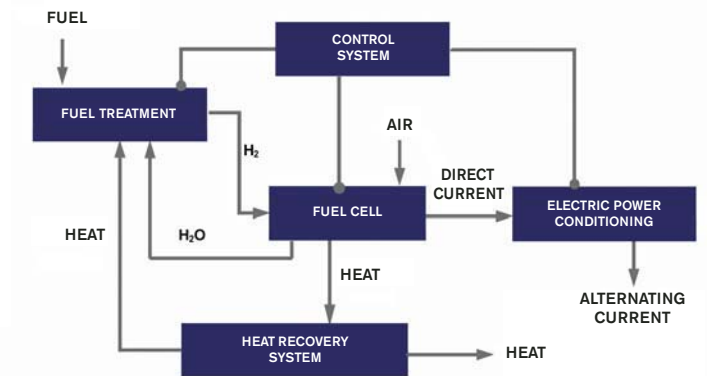 FUEL
CONTROL
SYSTEM
FUEL TREATMENT
AIR
H₂
DIRECT
CURRENT
FUEL CELL
ELECTRIC POWER
CONDITIONING
HEAT
H₂O
HEAT
ALTERNATING
CURRENT
HEAT RECOVERY
SYSTEM
HEAT